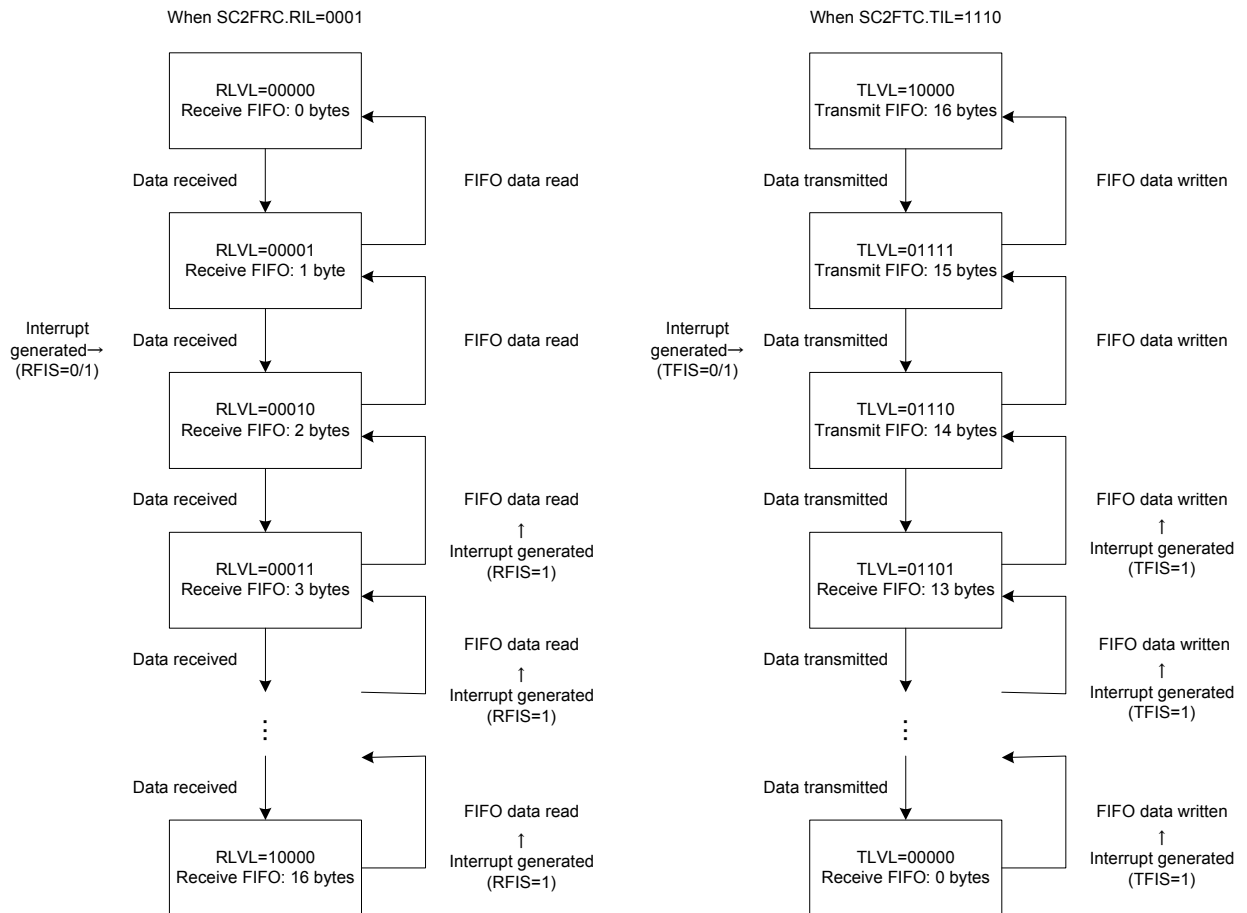 When SC2FRC.RIL=0001
RLVL=00000
Receive FIFO: 0 bytes
Data received
FIFO data read
RLVL=00001
Receive FIFO: 1 byte
Interrupt
generated→
(RFIS=0/1)
Data received
FIFO data read
RLVL=00010
Receive FIFO: 2 bytes
Data received
FIFO data read
↑
Interrupt generated
(RFIS=1)
RLVL=00011
Receive FIFO: 3 bytes
Data received
FIFO data read
↑
Interrupt generated
(RFIS=1)
⋮
Data received
FIFO data read
↑
Interrupt generated
(RFIS=1)
RLVL=10000
Receive FIFO: 16 bytes
When SC2FTC.TIL=1110
TLVL=10000
Transmit FIFO: 16 bytes
Data transmitted
FIFO data written
TLVL=01111
Transmit FIFO: 15 bytes
Interrupt
generated→
(TFIS=0/1)
Data transmitted
FIFO data written
TLVL=01110
Transmit FIFO: 14 bytes
Data transmitted
FIFO data written
↑
Interrupt generated
(TFIS=1)
TLVL=01101
Receive FIFO: 13 bytes
Data transmitted
FIFO data written
↑
Interrupt generated
(TFIS=1)
⋮
Data transmitted
FIFO data written
↑
Interrupt generated
(TFIS=1)
TLVL=00000
Receive FIFO: 0 bytes